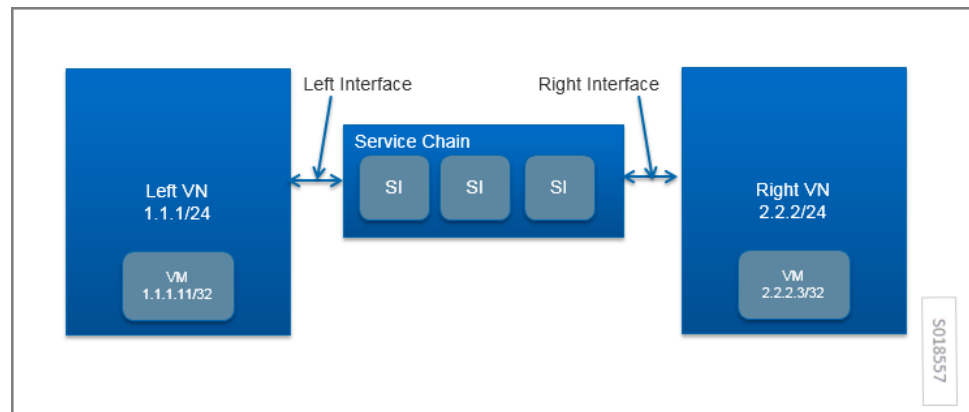 Left Interface
Right Interface
Service Chain
SI
SI
SI
Left VN
1.1.1/24
VM
1.1.1.11/32
Right VN
2.2.2/24
VM
2.2.2.3/32
S018557